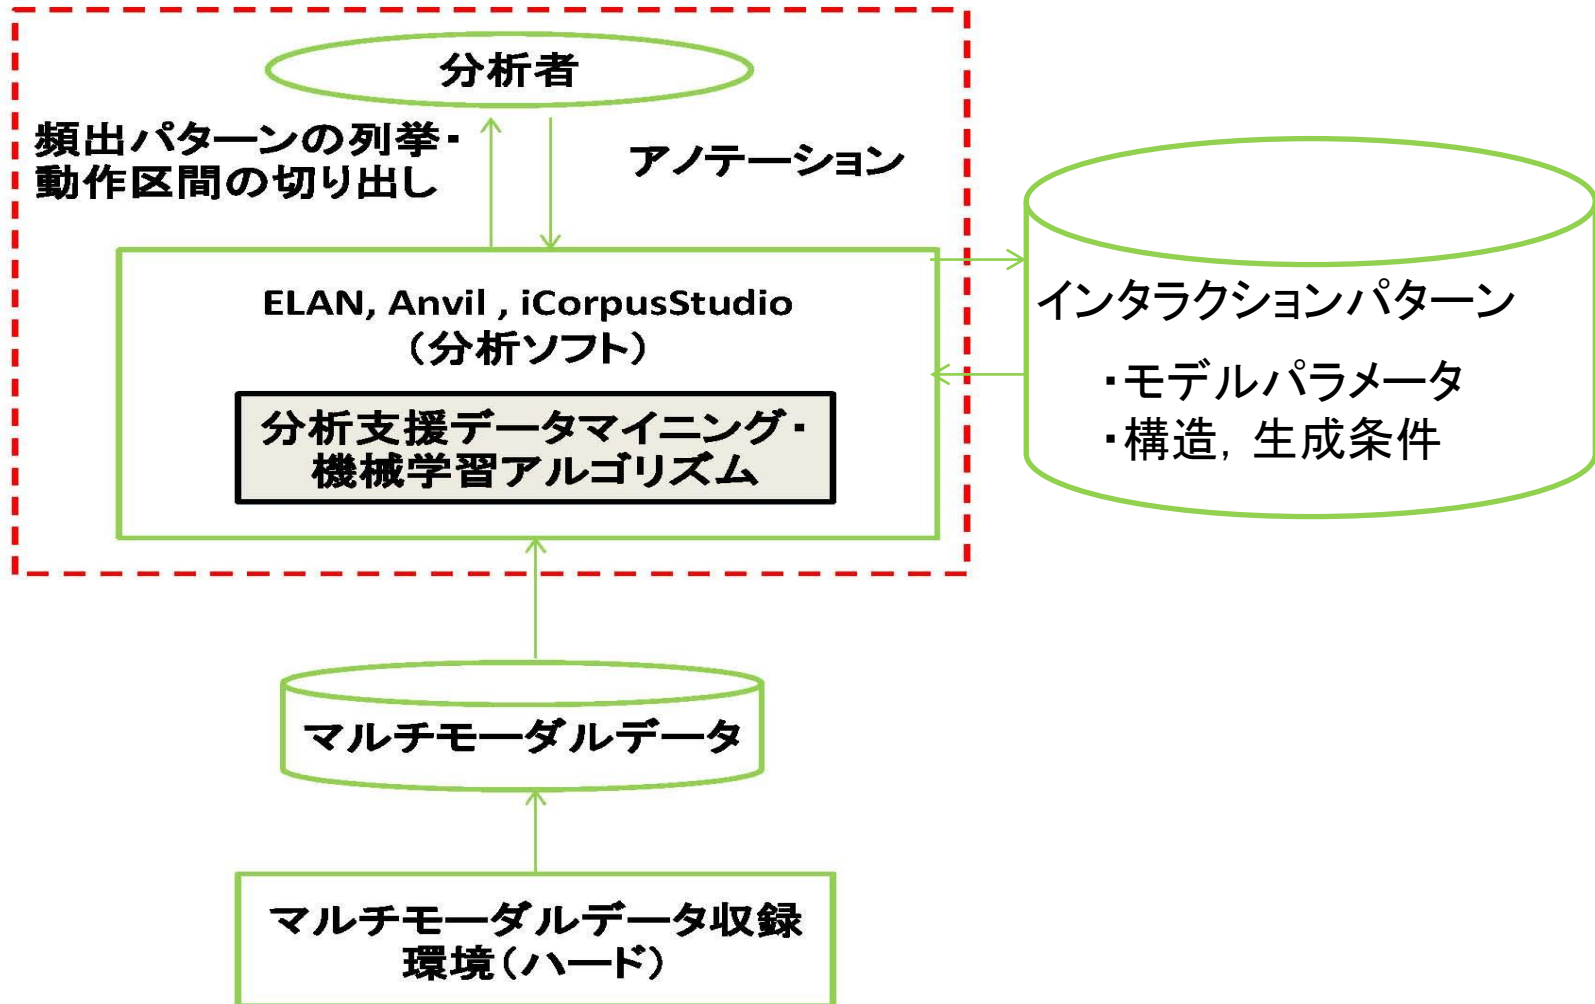 分析者
頻出パターンの列挙・
動作区間の切り出し
アノテーション
ELAN, Anvil , iCorpusStudio
（分析ソフト）
分析支援データマイニング・
機械学習アルゴリズム
インタラクションパターン
・モデルパラメータ
・構造，生成条件
マルチモーダルデータ
マルチモーダルデータ収録
環境（ハード）